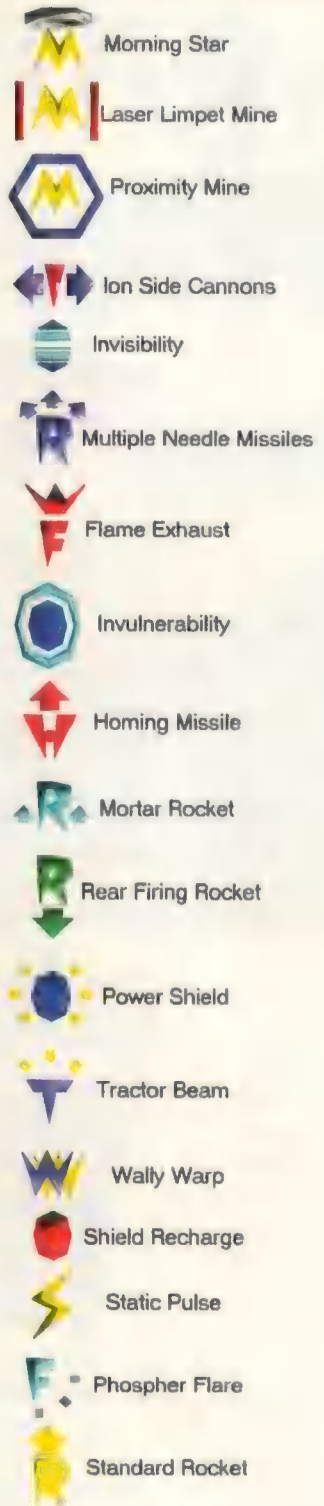 M
Morning Star
M
Laser Limpet Mine
M
Proximity Mine
Ion Side Cannons
Invisibility
R
Multiple Needle Missiles
F
Flame Exhaust
Invulnerability
H
Homing Missile
R
Mortar Rocket
R
Rear Firing Rocket
Power Shield
T
Tractor Beam
W
Wally Warp
Shield Recharge
S
Static Pulse
F
Phospher Flare
R
Standard Rocket